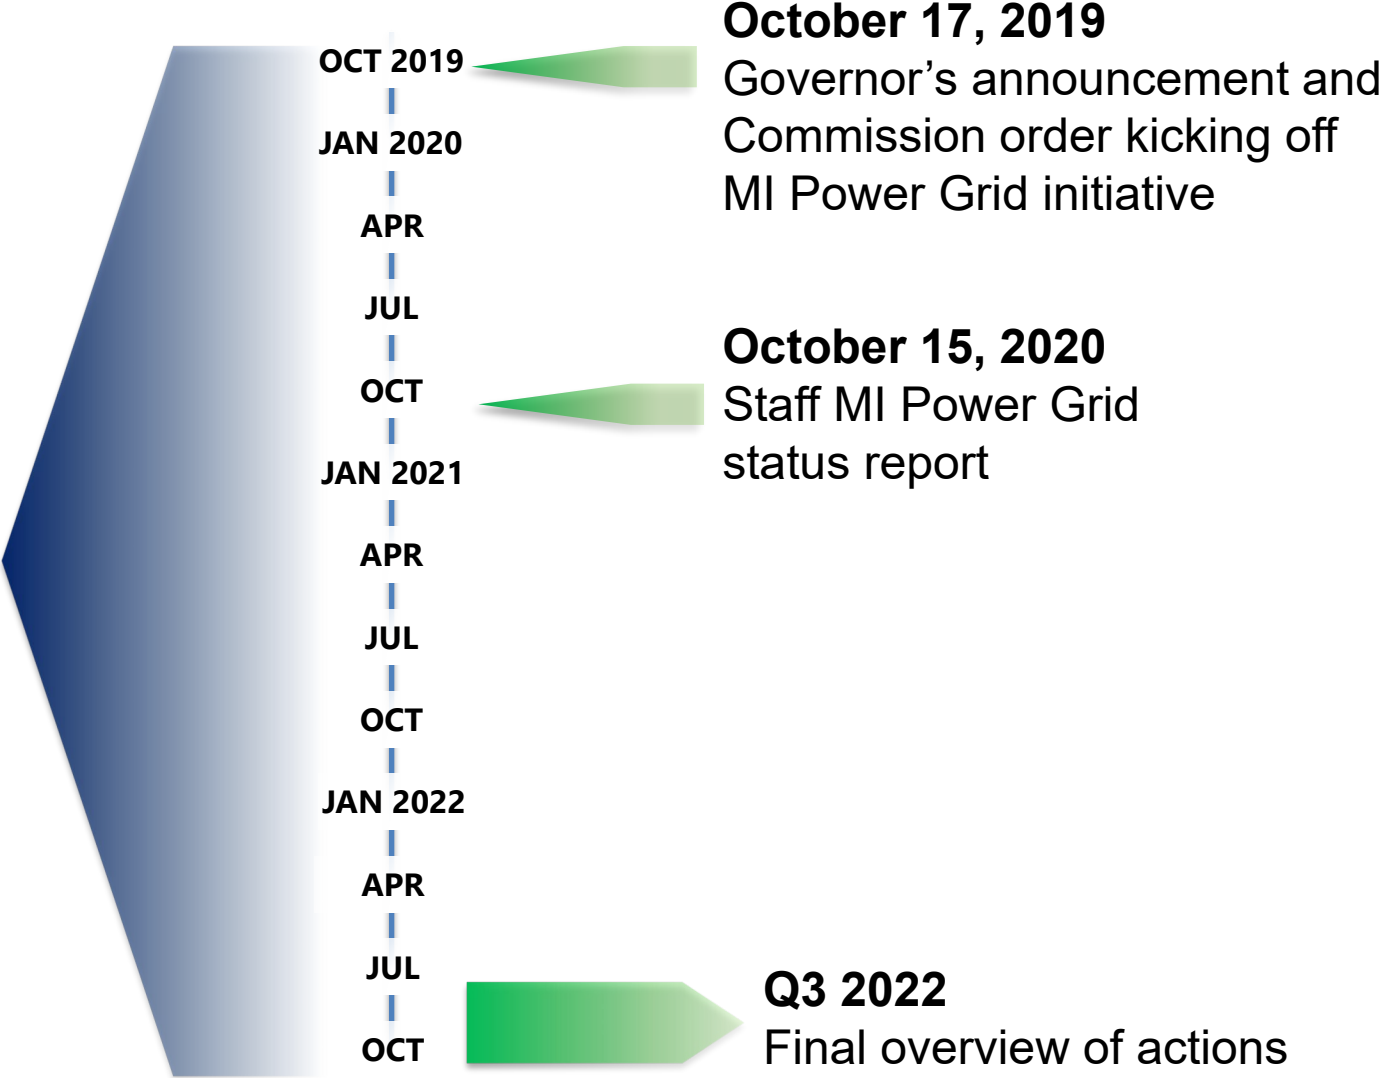 OCT 2019
JAN 2020
APR
JUL
OCT
JAN 2021
APR
JUL
OCT
JAN 2022
APR
JUL
OCT
October 17, 2019
Governor’s announcement and
Commission order kicking off
MI Power Grid initiative
October 15, 2020
Staff MI Power Grid
status report
Q3 2022
Final overview of actions